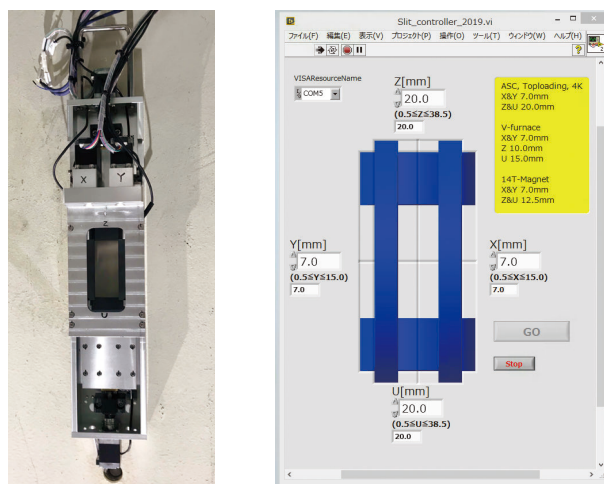 X
Y
Z
U
Slit_controller_2019.vi
ファイル(F) 編集(E) 表示(V) プロジェクト(P) 操作(O) ツール(T) ウィンドウ(W) ヘルプ(H)
VISAResourceName
COM5
Z[mm]
20.0
(0.5≤Z≤38.5)
20.0
ASC, Toploading, 4K
X&Y 7.0mm
Z&U 20.0mm
V-furnace
X&Y 7.0mm
Z 10.0mm
U 15.0mm
14T-Magnet
X&Y 7.0mm
Z&U 12.5mm
Y[mm]
7.0
(0.5≤Y≤15.0)
7.0
X[mm]
7.0
(0.5≤X≤15.0)
7.0
GO
Stop
U[mm]
20.0
(0.5≤U≤38.5)
20.0